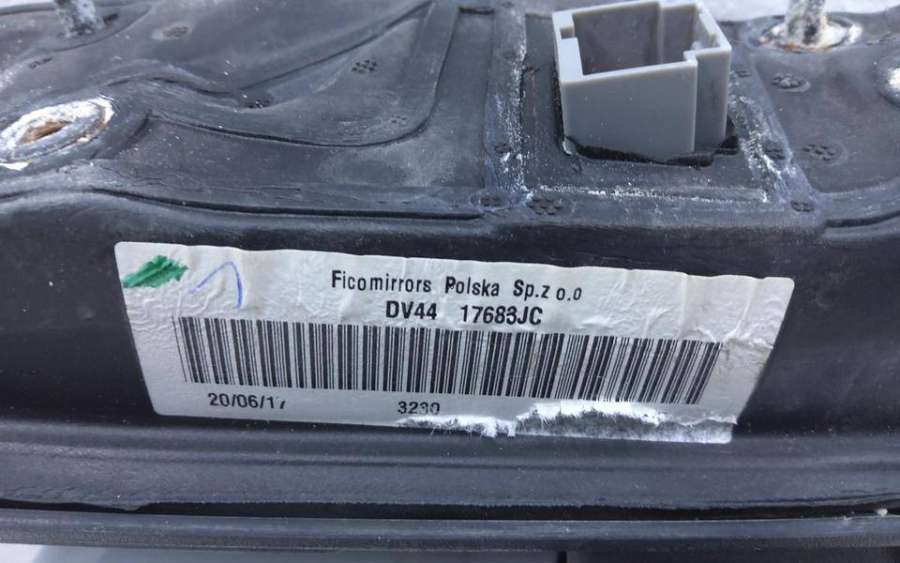 Ficomirrors Polska Sp.z o.o
DV44 17683JC
20/06/17 3230